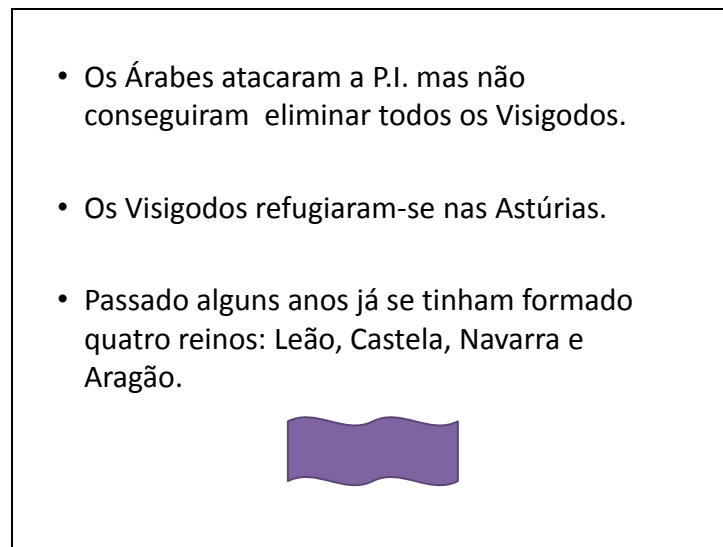 • Os Árabes atacaram a P.I. mas não
conseguiram  eliminar todos os Visigodos.
• Os Visigodos refugiaram-se nas Astúrias.
• Passado alguns anos já se tinham formado
quatro reinos: Leão, Castela, Navarra e
Aragão.